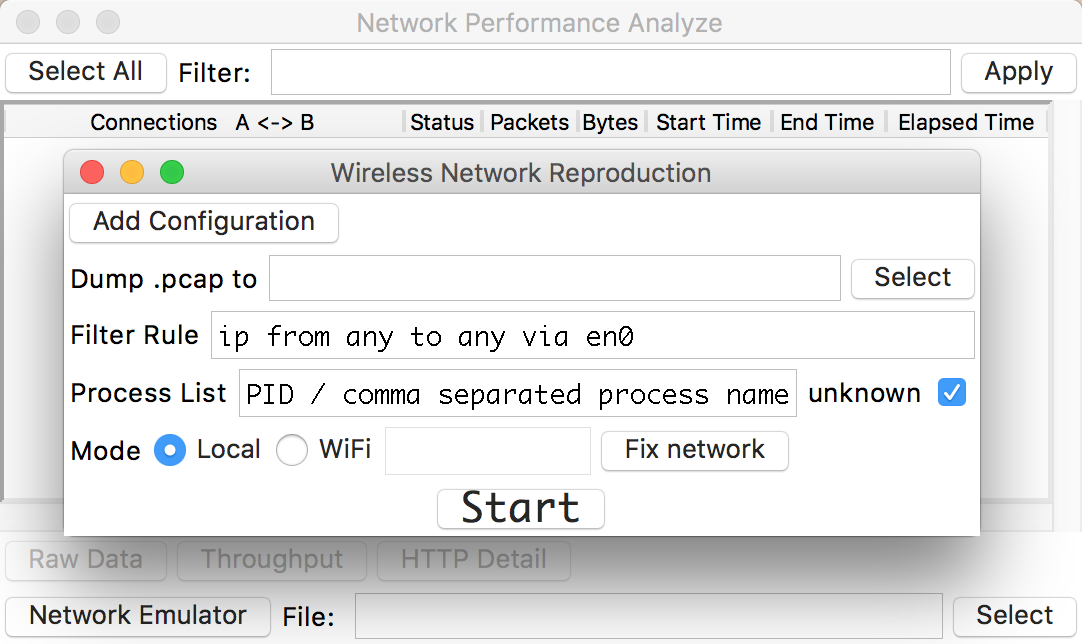 Network Performance Analyze
Select All Filter: Apply
Connections A <-> B Status Packets Bytes Start Time End Time Elapsed Time
Wireless Network Reproduction
Add Configuration
Dump .pcap to Select
Filter Rule ip from any to any via en0
Process List PID / comma separated process name unknown
Mode Local WiFi Fix network
Start
Raw Data Throughput HTTP Detail
Network Emulator File: Select